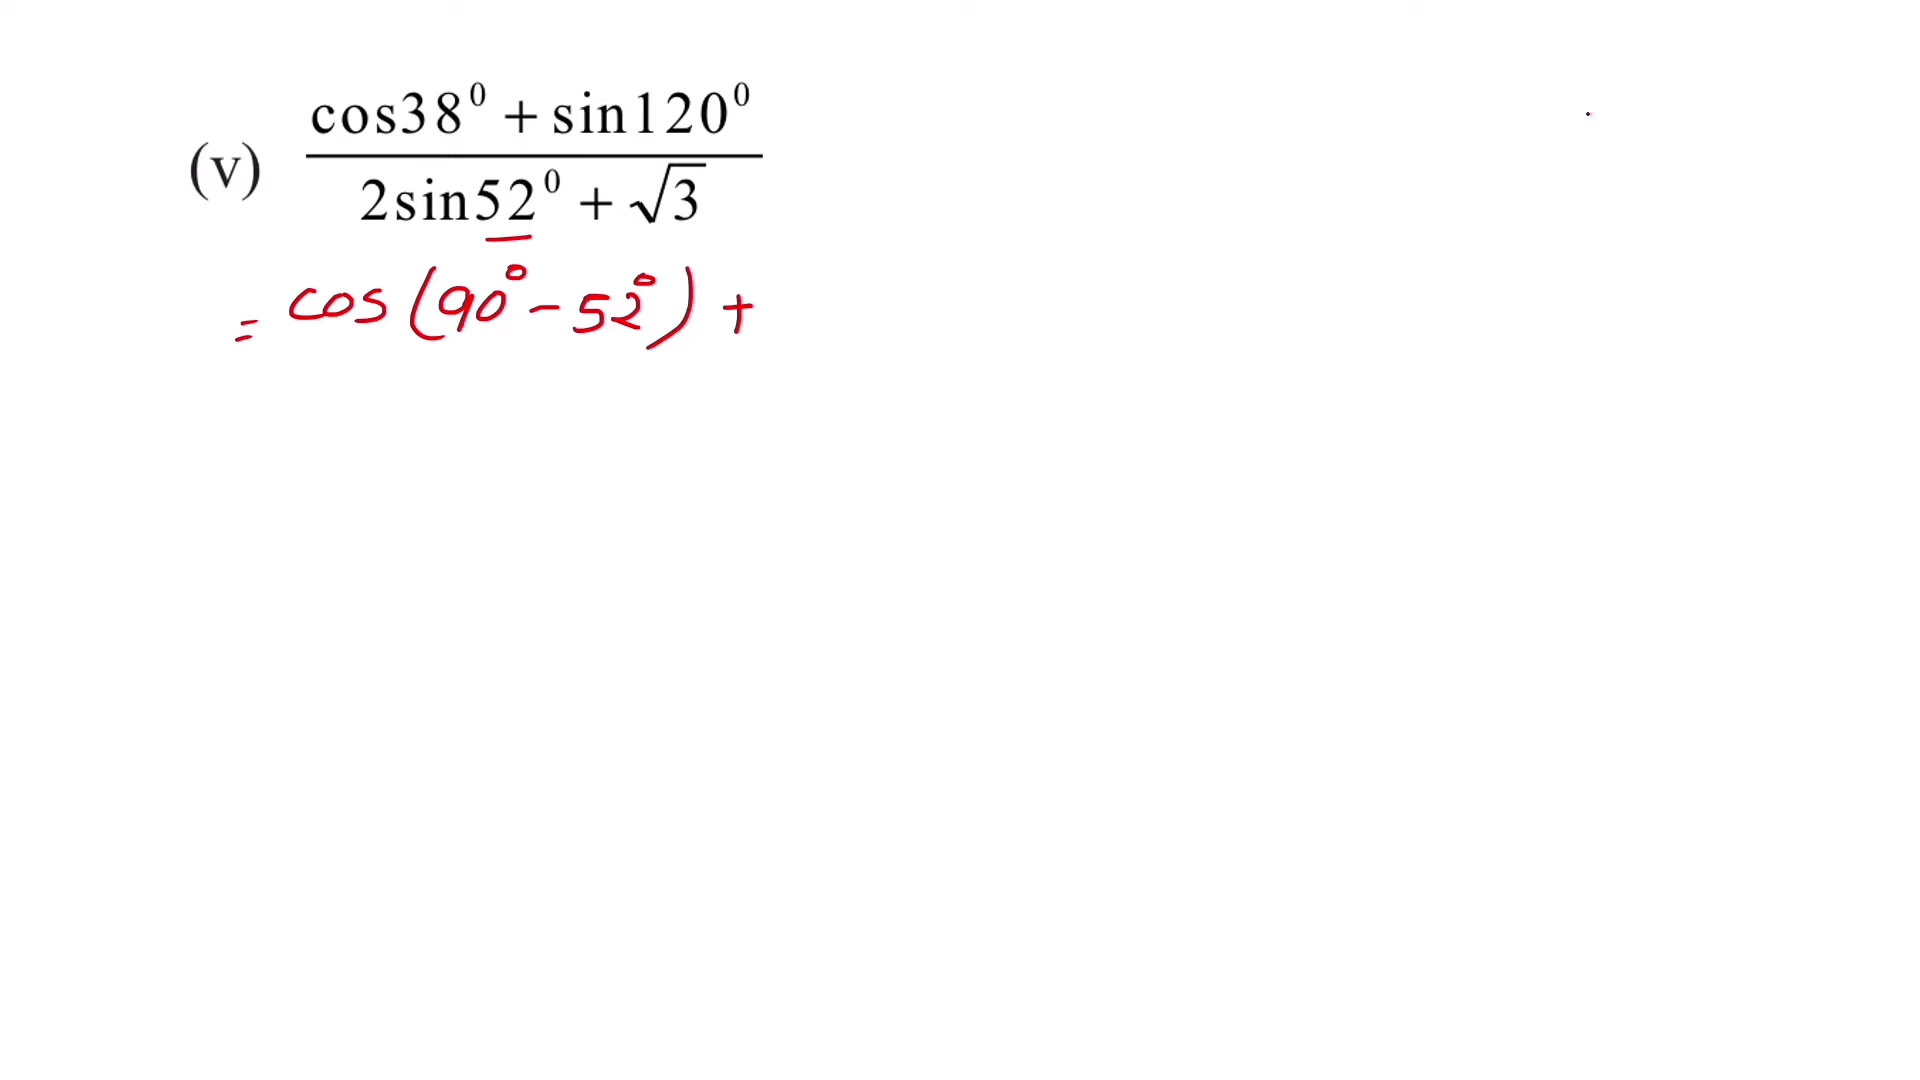 (v) cos38⁰ + sin120⁰
2sin52⁰ + √3
= cos (90° - 52°) +